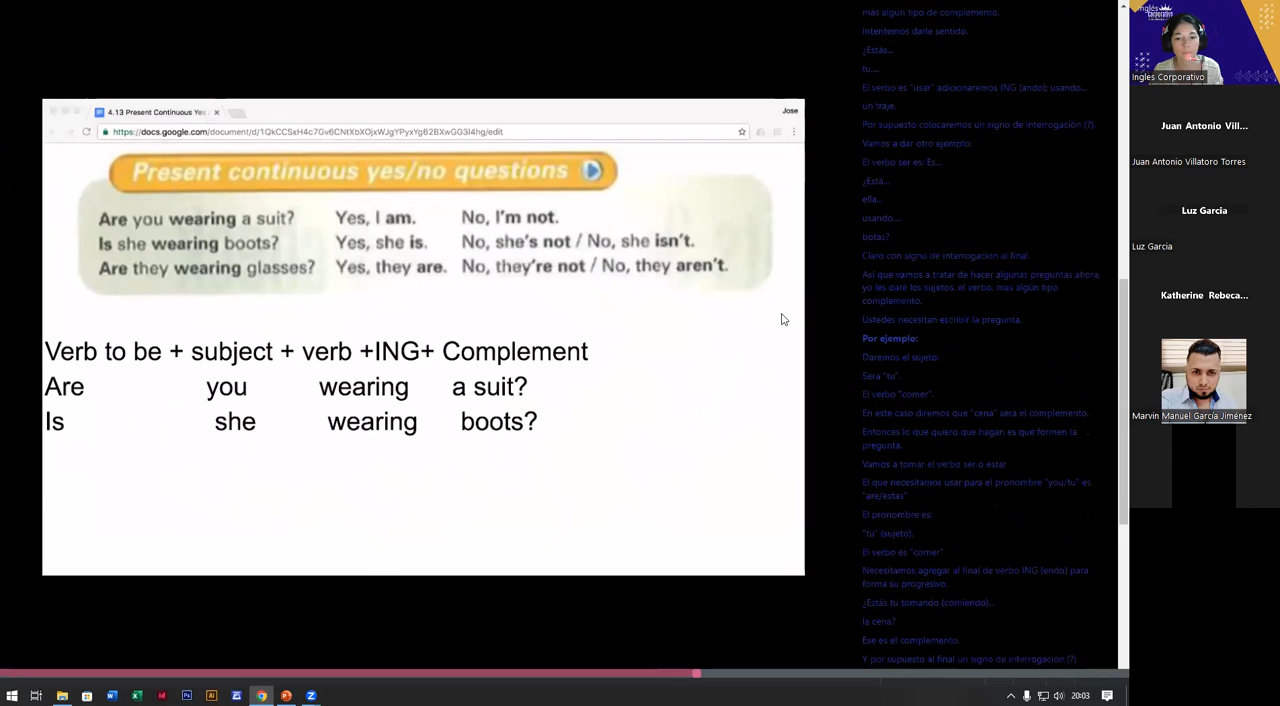 4.13 Present Continuous Yes
Jose
https://docs.google.com/document/d/1QkCCSxH4c7Gv6CNtXbXOjxWJgYPyxYg62BXwGG3I4hg/edit
Present continuous yes/no questions
Are you wearing a suit? Yes, I am. No, I'm not.
Is she wearing boots? Yes, she is. No, she's not / No, she isn't.
Are they wearing glasses? Yes, they are. No, they're not / No, they aren't.
Verb to be + subject + verb +ING+ Complement
Are you wearing a suit?
Is she wearing boots?
más algún tipo de complemento.
Intentemos darle sentido.
¿Estás...
tu....
El verbo es "usar" adicionaremos ING (ando): usando...
un traje.
Por supuesto colocaremos un signo de interrogación (?).
Vamos a dar otro ejemplo:
El verbo ser es: Es...
¿Está...
ella...
usando....
botas?
Claro con signo de interrogación al final.
Así que vamos a tratar de hacer algunas preguntas ahora,
yo les daré los sujetos, el verbo, mas algún tipo
complemento.
Ustedes necesitan escribir la pregunta.
Por ejemplo:
Daremos el sujeto:
Sera "tu".
El verbo "comer".
En este caso diremos que "cena" sera el complemento.
Entonces lo que quiero que hagan es que formen la
pregunta.
Vamos a tomar el verbo ser o estar
El que necesitamos usar para el pronombre "you/tu" es
"are/estas"
El pronombre es:
"tu" (sujeto).
El verbo es "comer"
Necesitamos agregar al final de verbo ING (endo) para
forma su progresivo.
¿Estás tu tomando (comiendo)...
la cena?
Ese es el complemento.
Y por supuesto al final un signo de interrogación (?)
Inglés
Corporativo
Ingles Corporativo
Juan Antonio Vill...
Juan Antonio Villatoro Torres
Luz Garcia
Luz Garcia
Katherine Rebeca...
Marvin Manuel García Jiménez
20:03